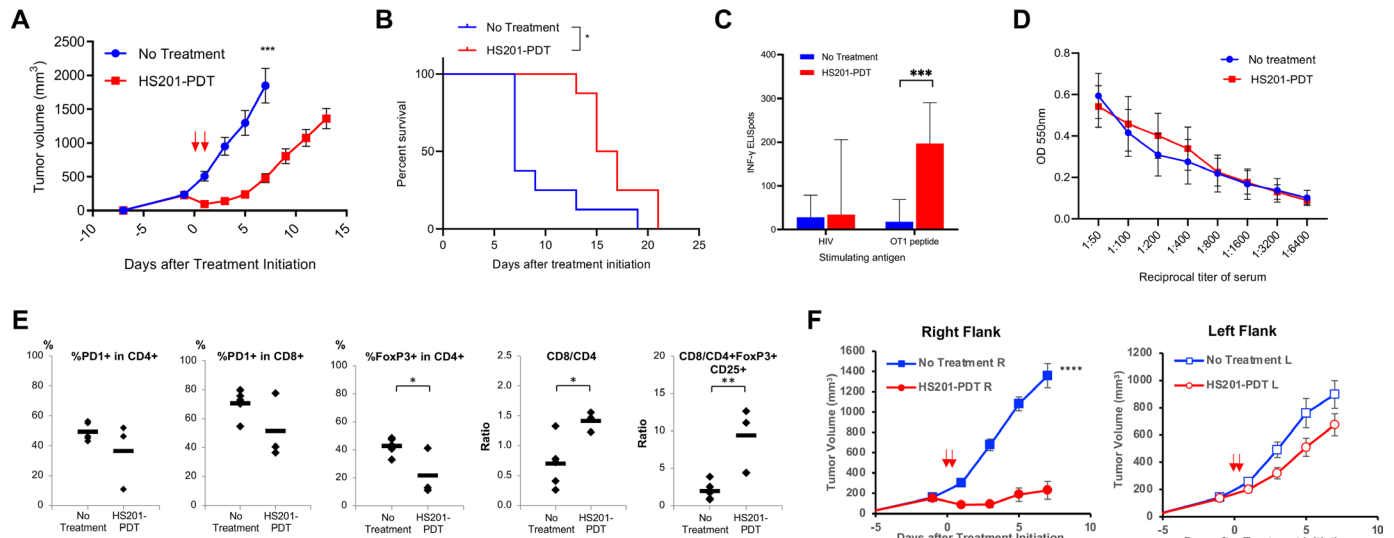 A
No Treatment
HS201-PDT
***
Tumor volume (mm³)
2500
2000
1500
1000
500
0
-10
-5
0
5
10
15
Days after Treatment Initiation
B
No Treatment
HS201-PDT
*
Percent survival
100
50
0
0
5
10
15
20
25
Days after treatment initiation
C
No Treatment
HS201-PDT
***
INF-γ ELISpots
400
300
200
100
0
HIV
OT1 peptide
Stimulating antigen
D
No treatment
HS201-PDT
OD 550nm
0.8
0.6
0.4
0.2
0.0
1:50
1:100
1:200
1:400
1:800
1:1600
1:3200
1:6400
Reciprocal titer of serum
E
%
%PD1+ in CD4+
100
80
60
40
20
0
No Treatment
HS201-PDT
%
%PD1+ in CD8+
100
80
60
40
20
0
No Treatment
HS201-PDT
%
%FoxP3+ in CD4+
*
100
80
60
40
20
0
No Treatment
HS201-PDT
Ratio
CD8/CD4
*
2.5
2.0
1.5
1.0
0.5
0.0
No Treatment
HS201-PDT
Ratio
CD8/CD4+FoxP3+
CD25+
**
20
15
10
5
0
No Treatment
HS201-PDT
F
Right Flank
No Treatment R
HS201-PDT R
****
Tumor Volume (mm³)
1600
1400
1200
1000
800
600
400
200
0
-5
0
5
10
Days after Treatment Initiation
Left Flank
No Treatment L
HS201-PDT L
Tumor Volume (mm³)
1200
1000
800
600
400
200
0
-5
0
5
10